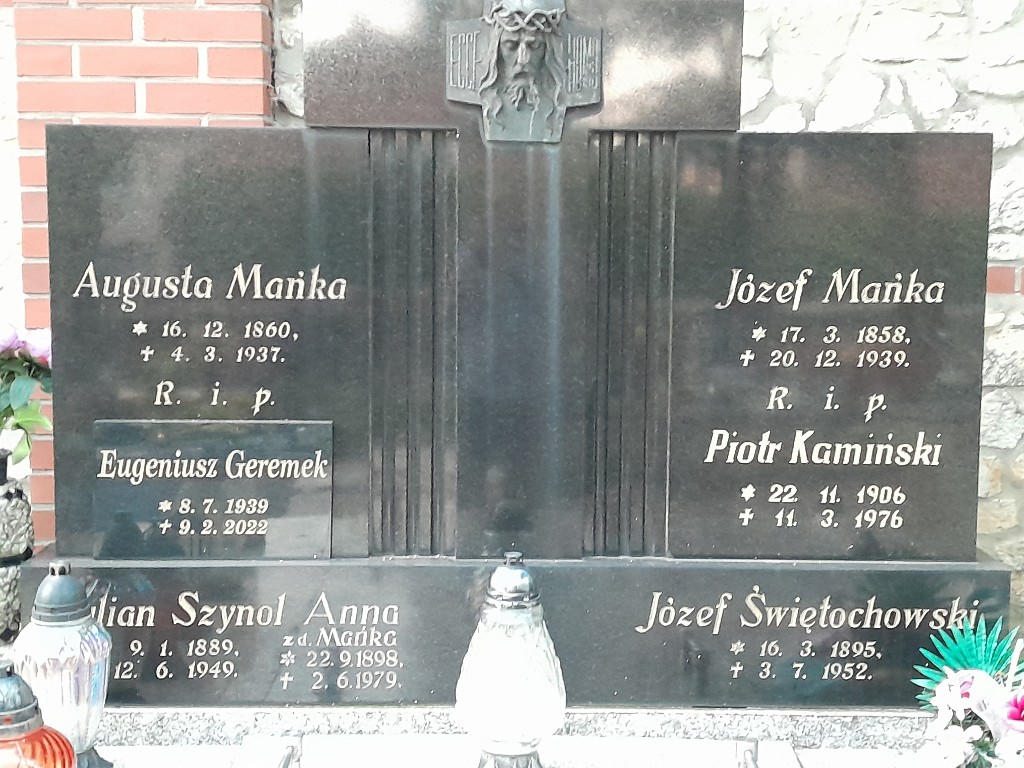 ECCE HOMO
Augusta Mańka
* 16. 12. 1860,
✝ 4. 3. 1937.
R. i. p.
Eugeniusz Geremek
* 8. 7. 1939
✝ 9. 2. 2022
Józef Mańka
* 17. 3. 1858,
✝ 20. 12. 1939.
R. i. p.
Piotr Kamiński
* 22 11. 1906
✝ 11. 3. 1976
Szynol Anna
z d. Mańka
9. 1. 1889, * 22.9.1898,
12. 6. 1949. ✝ 2.6.1979.
Józef Świętochowski
* 16. 3. 1895,
✝ 3. 7. 1952.